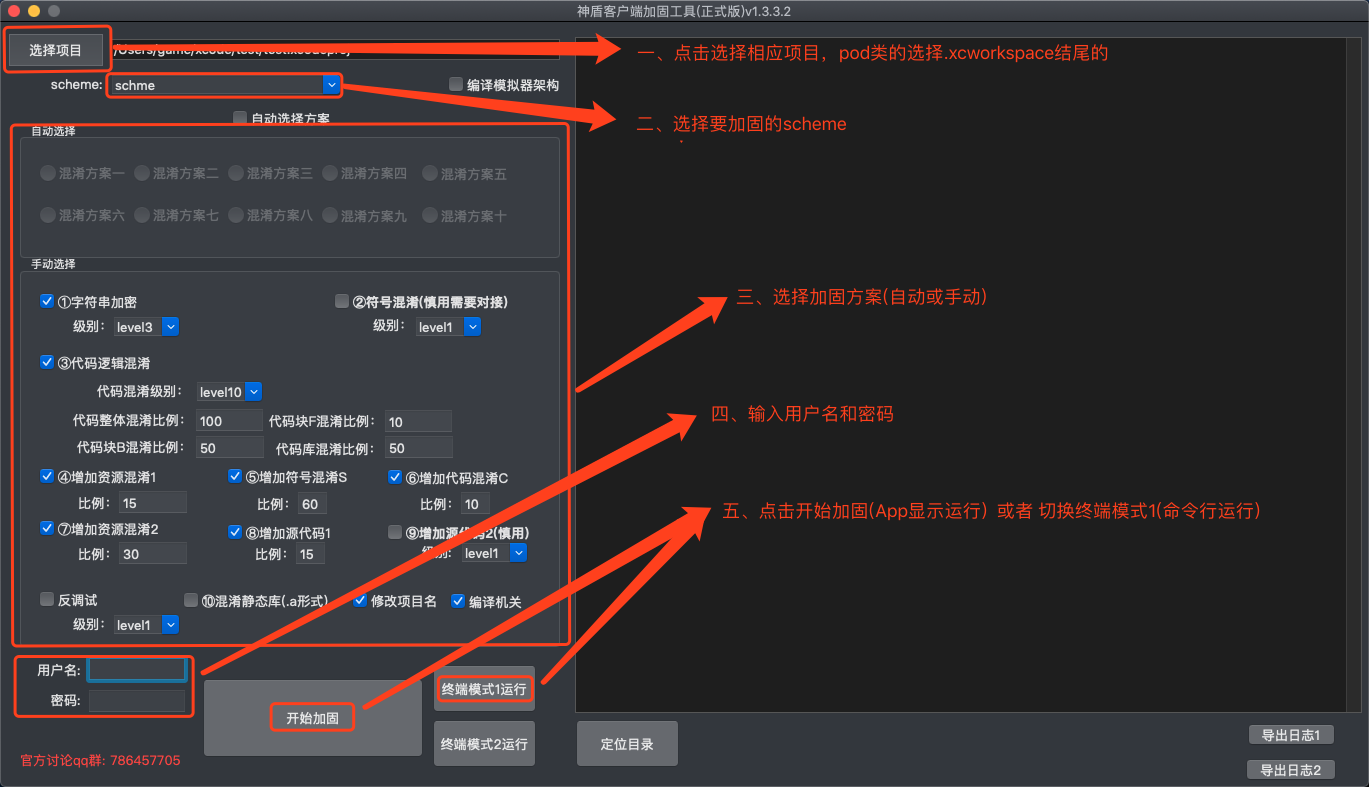 神盾客户端加固工具(正式版)v1.3.3.2
选择项目
/Users/game/xcode/test/test.xcodeproj
一、点击选择相应项目，pod类的选择.xcworkspace结尾的
scheme: schme
编译模拟器架构
二、选择要加固的scheme
自动选择方案
自动选择
混淆方案一 混淆方案二 混淆方案三 混淆方案四 混淆方案五
混淆方案六 混淆方案七 混淆方案八 混淆方案九 混淆方案十
手动选择
①字符串加密 ②符号混淆(慎用需要对接)
级别: level3 级别: level1
三、选择加固方案(自动或手动)
③代码逻辑混淆
代码混淆级别: level10
代码整体混淆比例: 100 代码块F混淆比例: 10
四、输入用户名和密码
代码块B混淆比例: 50 代码库混淆比例: 50
④增加资源混淆1 ⑤增加符号混淆S ⑥增加代码混淆C
比例: 15 比例: 60 比例: 10
五、点击开始加固(App显示运行) 或者 切换终端模式1(命令行运行)
⑦增加资源混淆2 ⑧增加源代码1 ⑨增加源代码2(慎用)
比例: 30 比例: 15 级别: level1
反调试 ⑩混淆静态库(.a形式) 修改项目名 编译机关
级别: level1
用户名:
密码:
开始加固
终端模式1运行
终端模式2运行
定位目录
导出日志1
导出日志2
官方讨论qq群: 786457705